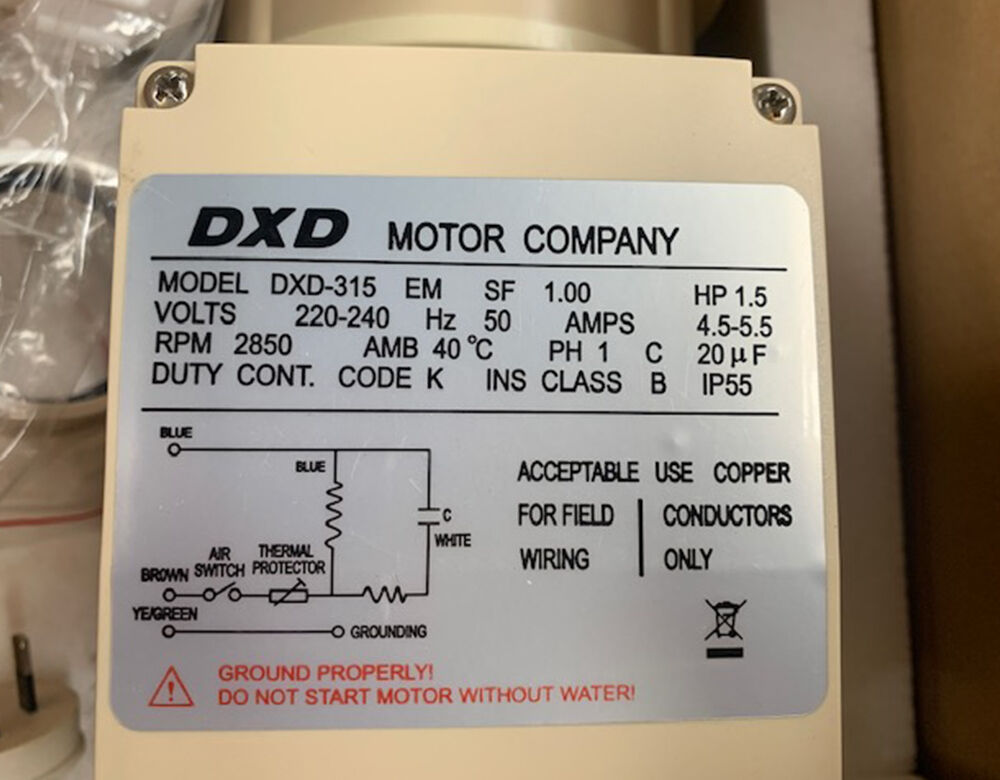 DXD MOTOR COMPANY
MODEL DXD-315 EM SF 1.00 HP 1.5
VOLTS 220-240 Hz 50 AMPS 4.5-5.5
RPM 2850 AMB 40 °C PH 1 C 20 μF
DUTY CONT. CODE K INS CLASS B IP55
BLUE
BLUE
C
WHITE
AIR SWITCH
THERMAL PROTECTOR
BROWN
YE/GREEN
GROUNDING
ACCEPTABLE USE COPPER
FOR FIELD CONDUCTORS
WIRING ONLY
GROUND PROPERLY!
DO NOT START MOTOR WITHOUT WATER!